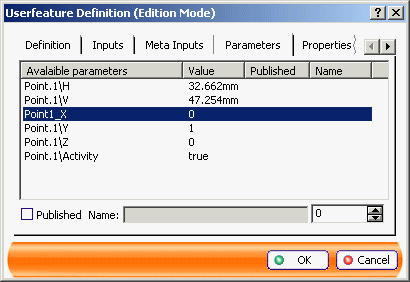 Userfeature Definition (Edition Mode)
Definition Inputs Meta Inputs Parameters Properties
Avalaible parameters Value Published Name
Point.1\H 32.662mm
Point.1\V 47.254mm
Point1_X 0
Point.1\Y 1
Point.1\Z 0
Point.1\Activity true
Published Name: 0
OK Cancel